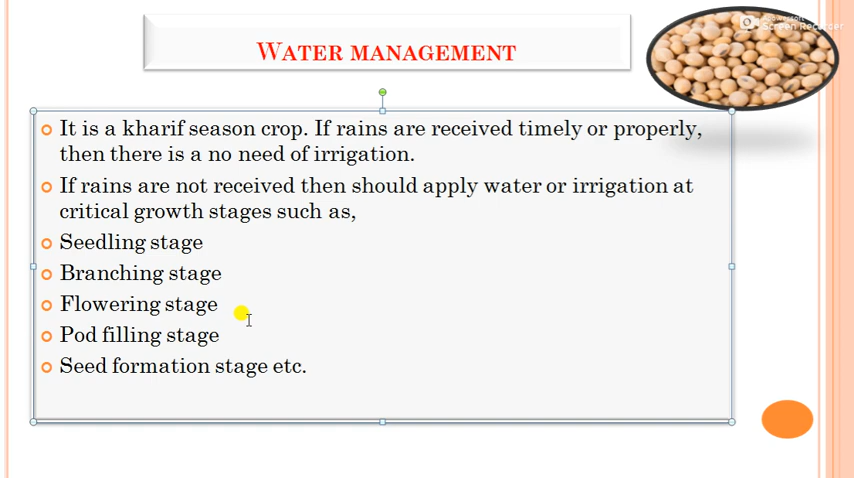 WATER MANAGEMENT
It is a kharif season crop. If rains are received timely or properly,
then there is a no need of irrigation.
If rains are not received then should apply water or irrigation at
critical growth stages such as,
Seedling stage
Branching stage
Flowering stage
Pod filling stage
Seed formation stage etc.
Screen Recorder